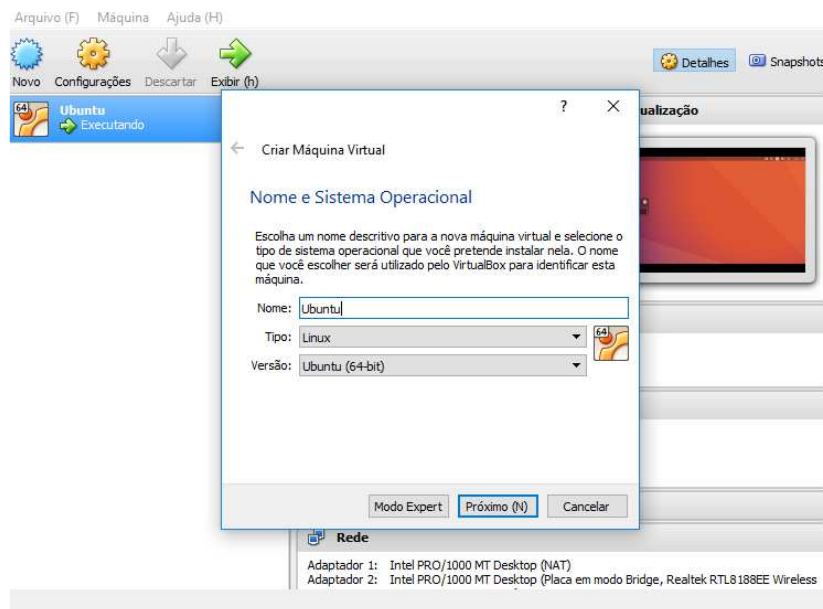 Arquivo (F) Máquina Ajuda (H)
Novo Configurações Descartar Exibir (h)
Detalhes Snapshots
64 Ubuntu
Executando
ualização
? X
Criar Máquina Virtual
Nome e Sistema Operacional
Escolha um nome descritivo para a nova máquina virtual e selecione o
tipo de sistema operacional que você pretende instalar nela. O nome
que você escolher será utilizado pelo VirtualBox para identificar esta
máquina.
Nome: Ubuntu
Tipo: Linux
64
Versão: Ubuntu (64-bit)
Modo Expert Próximo (N) Cancelar
Rede
Adaptador 1: Intel PRO/1000 MT Desktop (NAT)
Adaptador 2: Intel PRO/1000 MT Desktop (Placa em modo Bridge, Realtek RTL8188EE Wireless